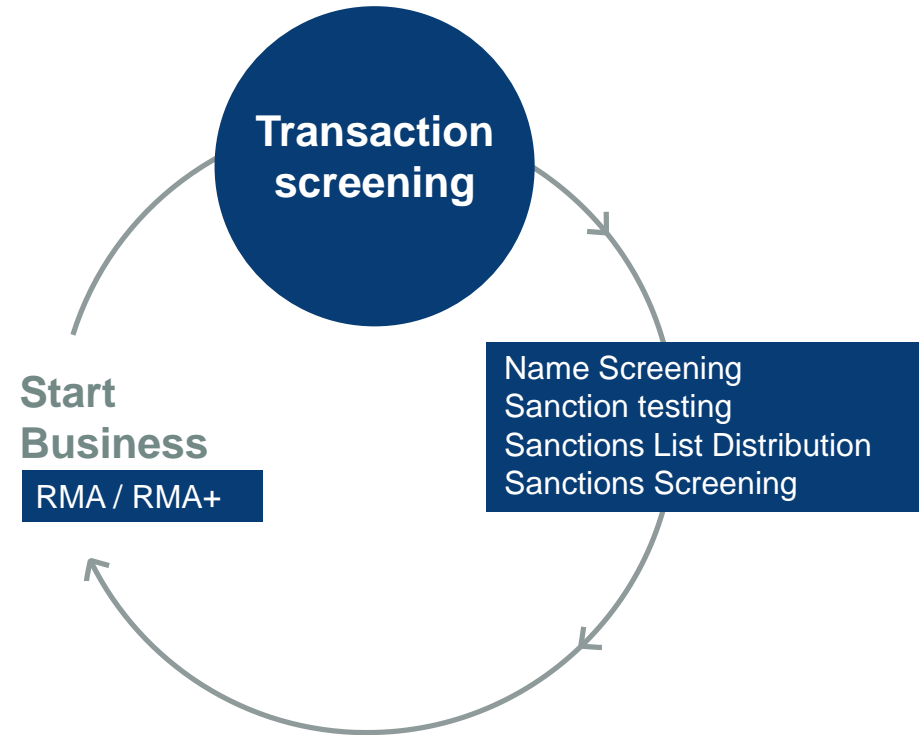 Transaction
screening
Name Screening
Sanction testing
Sanctions List Distribution
Sanctions Screening
Start
Business
RMA / RMA+